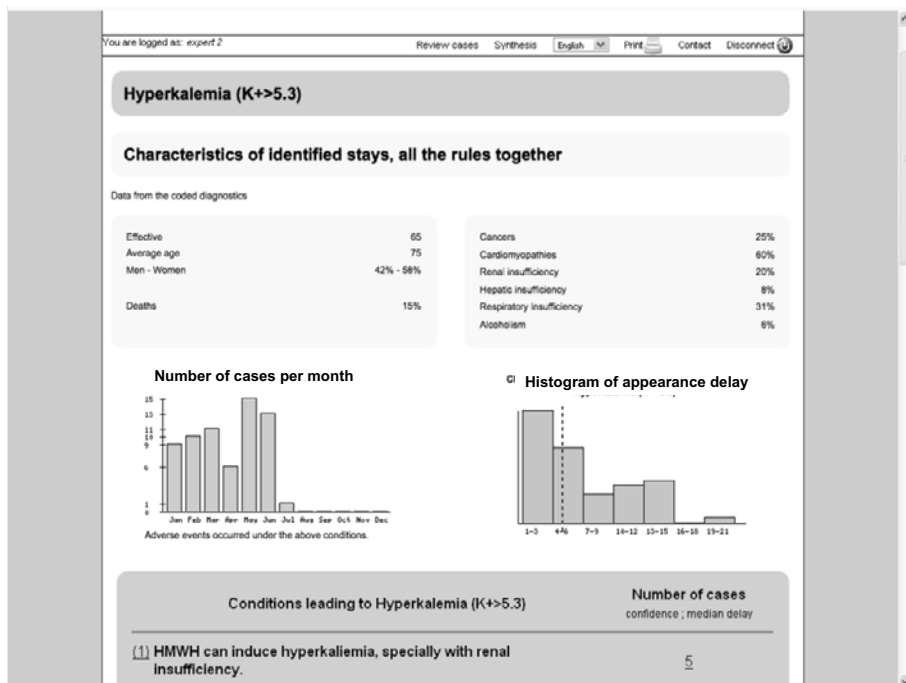 You are logged as: expert 2 Review cases Synthesis English Print Contact Disconnect
Hyperkalemia (K+>5.3)
Characteristics of identified stays, all the rules together
Data from the coded diagnostics
Effective 65
Average age 75
Men - Women 42% - 58%
Deaths 15%
Cancers 25%
Cardiomyopathies 60%
Renal insufficiency 20%
Hepatic insufficiency 8%
Respiratory insufficiency 31%
Alcoholism 6%
Number of cases per month
15
13
11
10
9
6
1
0
Jan Feb Mar Apr May Jun Jul Aug Sep Oct Nov Dec
Adverse events occurred under the above conditions.
Histogram of appearance delay
1-3 4-6 7-9 10-12 13-15 16-18 19-21
Conditions leading to Hyperkalemia (K+>5.3)
Number of cases
confidence ; median delay
(1) HMWH can induce hyperkaliemia, specially with renal
insufficiency.
5